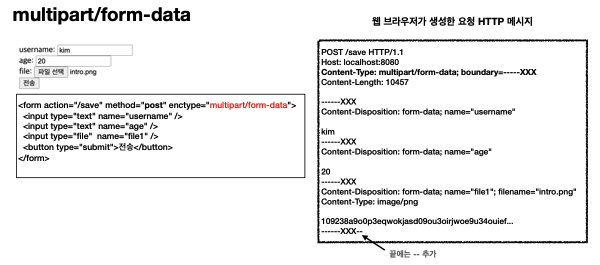 multipart/form-data
웹 브라우저가 생성한 요청 HTTP 메시지
username: kim
age: 20
file: 파일 선택 intro.png
전송
<form action="/save" method="post" enctype="multipart/form-data">
<input type="text" name="username" />
<input type="text" name="age" />
<input type="file" name="file1" />
<button type="submit">전송</button>
</form>
POST /save HTTP/1.1
Host: localhost:8080
Content-Type: multipart/form-data; boundary=-----XXX
Content-Length: 10457
------XXX
Content-Disposition: form-data; name="username"
kim
------XXX
Content-Disposition: form-data; name="age"
20
------XXX
Content-Disposition: form-data; name="file1"; filename="intro.png"
Content-Type: image/png
109238a9o0p3eqwokjasd09ou3oirjwoe9u34ouief...
------XXX--
끝에는 -- 추가